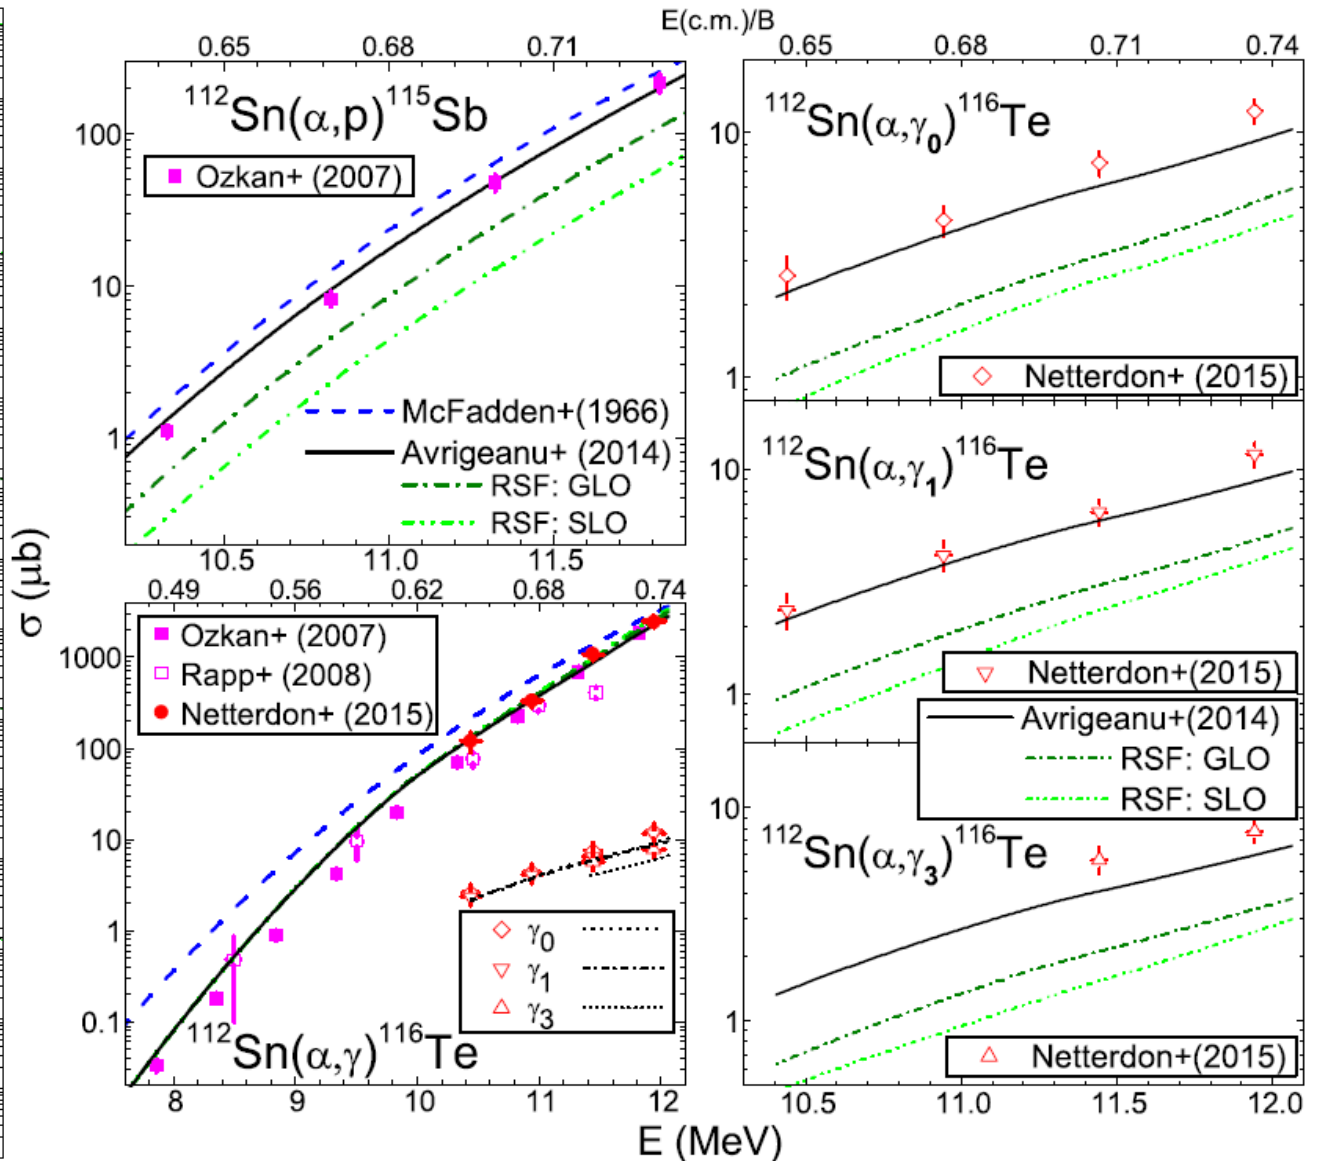 E(c.m.)/B
0.65 0.68 0.71
0.65 0.68 0.71 0.74
¹¹²Sn(α,p)¹¹⁵Sb
Ozkan+ (2007)
100
10
1
McFadden+(1966)
Avrigeanu+ (2014)
RSF: GLO
RSF: SLO
10.5 11.0 11.5
σ (μb)
0.49 0.56 0.62 0.68 0.74
Ozkan+ (2007)
Rapp+ (2008)
Netterdon+ (2015)
1000
100
10
1
0.1
γ₀
γ₁
γ₃
¹¹²Sn(α,γ)¹¹⁶Te
8 9 10 11 12
¹¹²Sn(α,γ₀)¹¹⁶Te
10
1
Netterdon+ (2015)
¹¹²Sn(α,γ₁)¹¹⁶Te
10
1
Netterdon+(2015)
Avrigeanu+(2014)
RSF: GLO
RSF: SLO
¹¹²Sn(α,γ₃)¹¹⁶Te
10
1
Netterdon+(2015)
10.5 11.0 11.5 12.0
E (MeV)